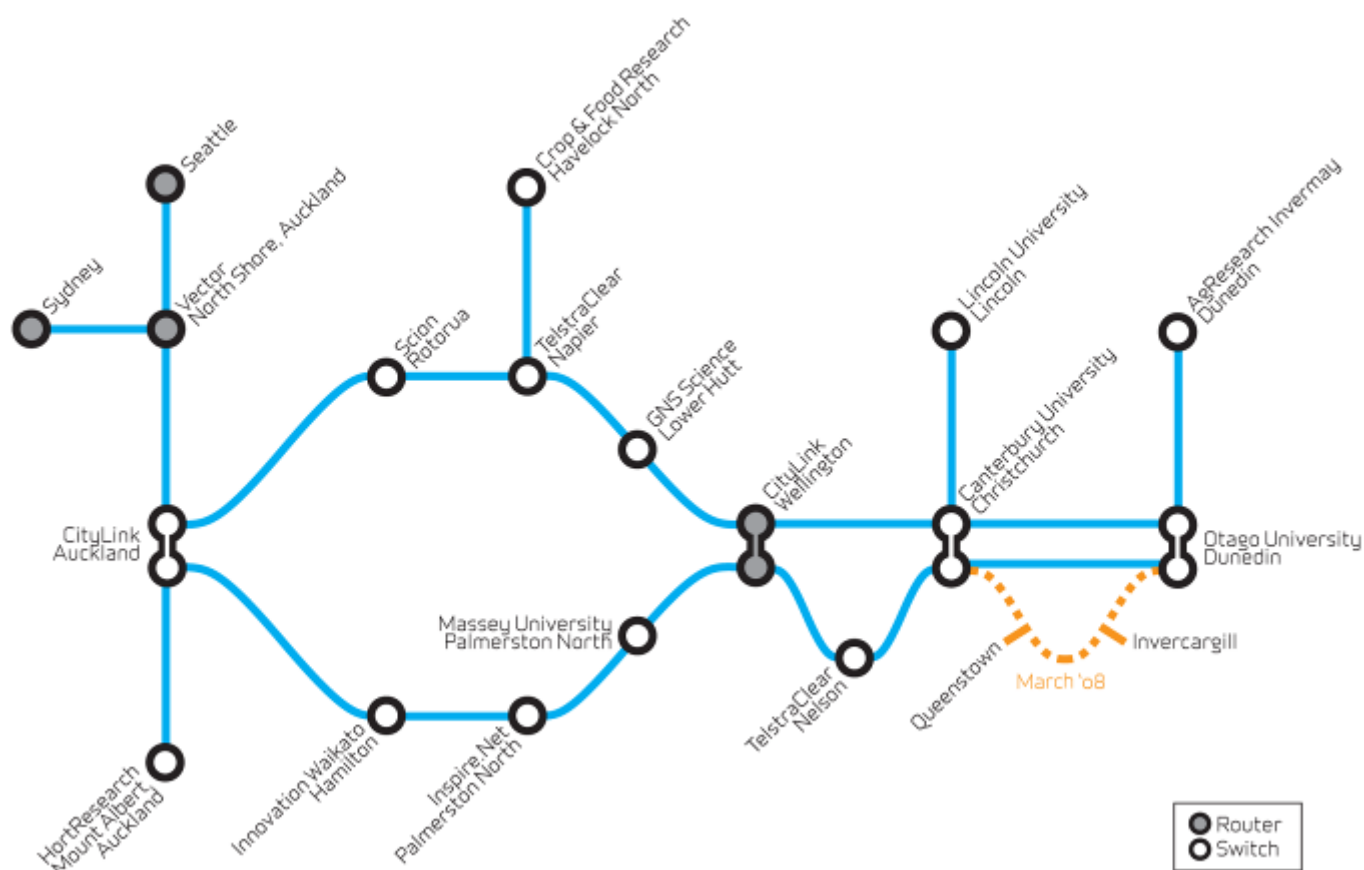 Seattle
Sydney
Vector
North Shore, Auckland
Crop & Food Research
Havelock North
Scion
Rotorua
TelstraClear
Napier
GNS Science
Lower Hutt
CityLink
Wellington
Lincoln University
Lincoln
Canterbury University
Christchurch
AgResearch Invermay
Dunedin
CityLink
Auckland
Otago University
Dunedin
Massey University
Palmerston North
TelstraClear
Nelson
Queenstown
Invercargill
March '08
HortResearch
Mount Albert,
Auckland
Innovation Waikato
Hamilton
Inspire.Net
Palmerston North
Router
Switch